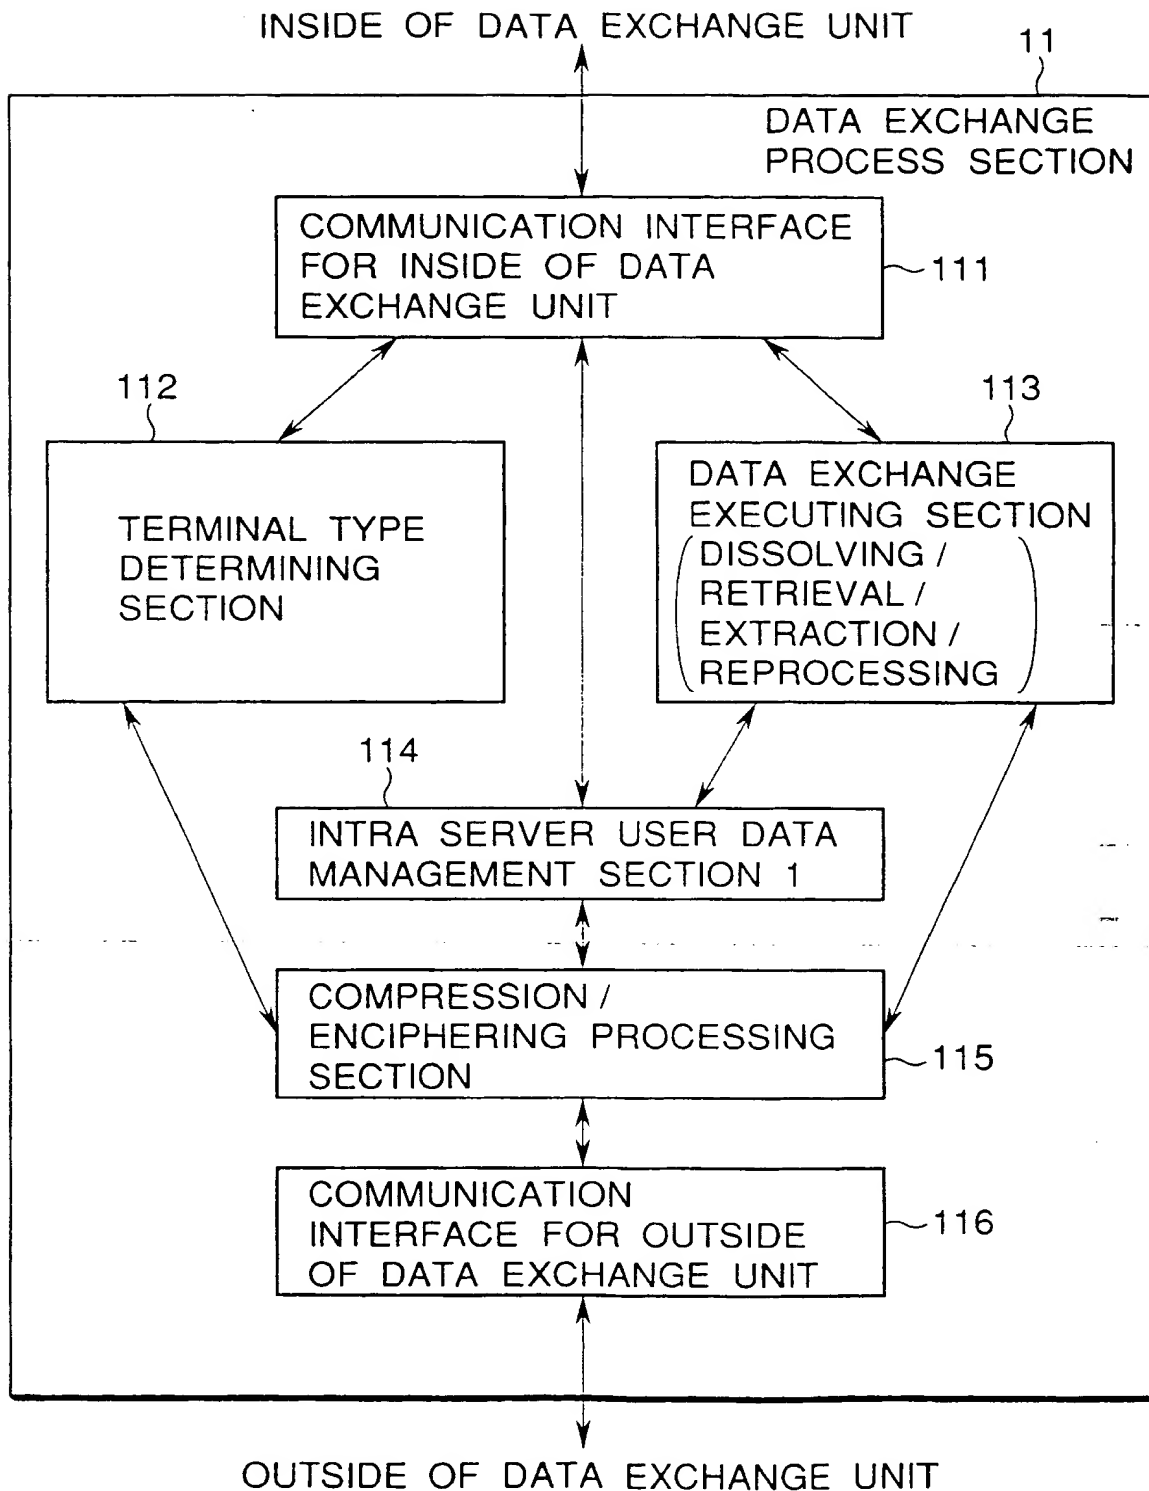 INSIDE OF DATA EXCHANGE UNIT
11
DATA EXCHANGE
PROCESS SECTION
COMMUNICATION INTERFACE
FOR INSIDE OF DATA
EXCHANGE UNIT
111
112
TERMINAL TYPE
DETERMINING
SECTION
113
DATA EXCHANGE
EXECUTING SECTION
(DISSOLVING /
RETRIEVAL /
EXTRACTION /
REPROCESSING)
114
INTRA SERVER USER DATA
MANAGEMENT SECTION 1
COMPRESSION /
ENCIPHERING PROCESSING
SECTION
115
COMMUNICATION
INTERFACE FOR OUTSIDE
OF DATA EXCHANGE UNIT
116
OUTSIDE OF DATA EXCHANGE UNIT